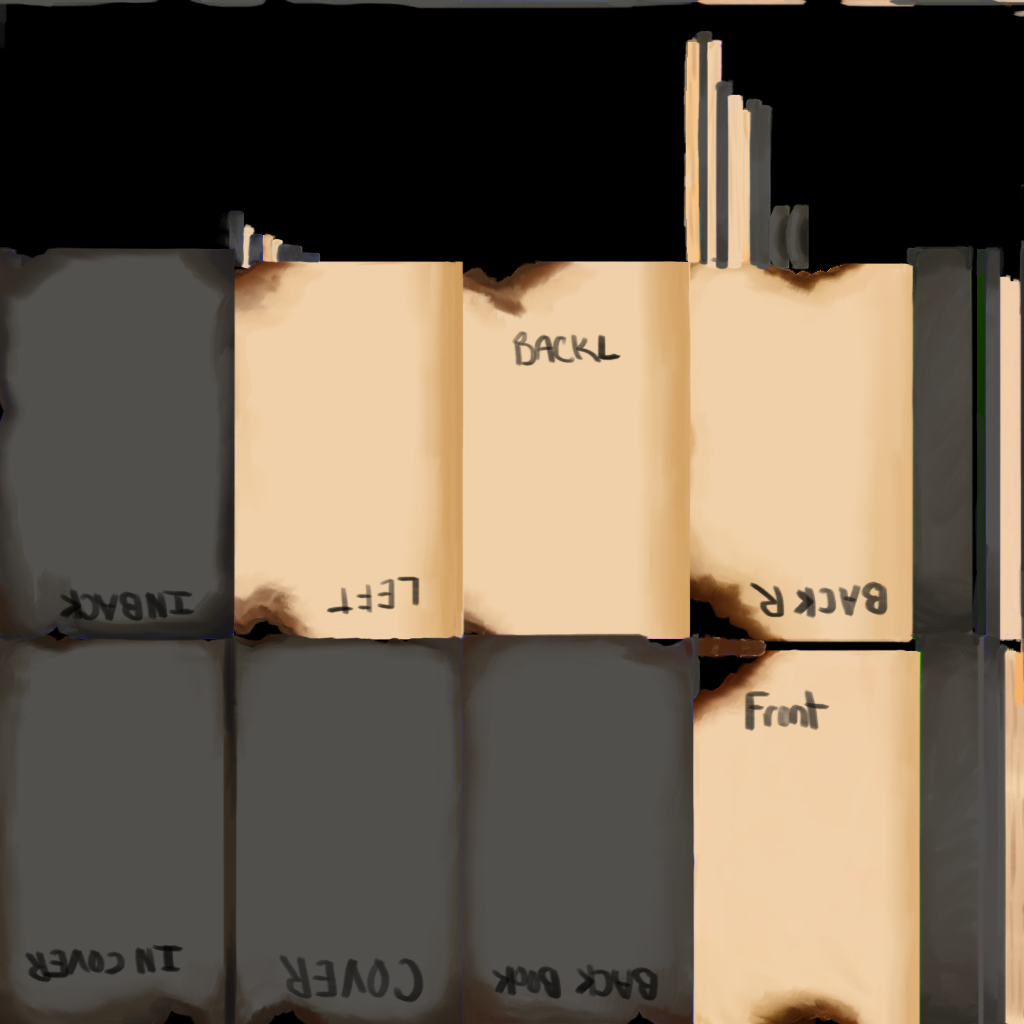 BACKL
INBACK
LEFT
BACK R
Front
IN COVER
COVER
BACK BOOK